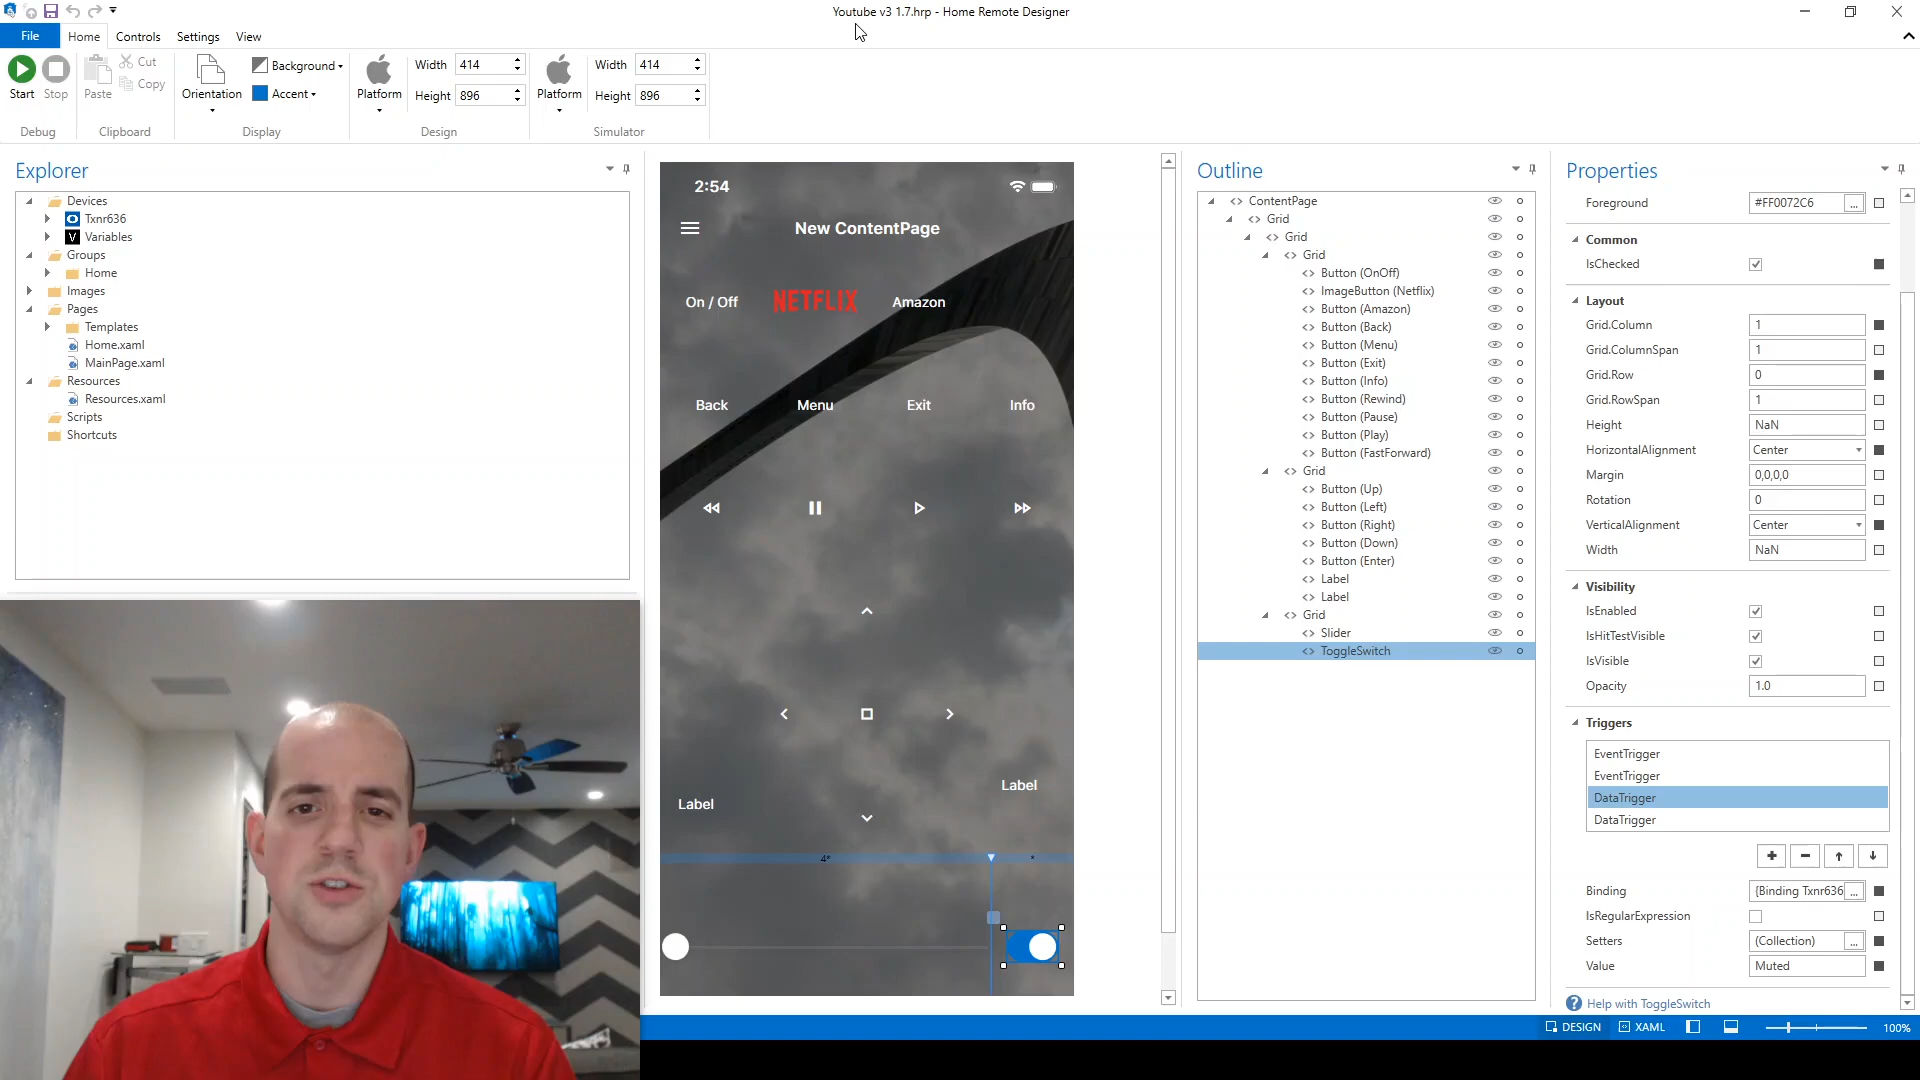 Youtube v3 1.7.hrp - Home Remote Designer
File Home Controls Settings View
Start Stop
Debug
Paste Cut Copy
Clipboard
Orientation Background Accent
Display
Platform Width 414 Height 896
Design
Platform Width 414 Height 896
Simulator
Explorer
Devices
Txnr636
V Variables
Groups
Home
Images
Pages
Templates
Home.xaml
MainPage.xaml
Resources
Resources.xaml
Scripts
Shortcuts
2:54
New ContentPage
On / Off NETFLIX Amazon
Back Menu Exit Info
Label
Label
4* *
Outline
<> ContentPage
<> Grid
<> Grid
<> Grid
<> Button (OnOff)
<> ImageButton (Netflix)
<> Button (Amazon)
<> Button (Back)
<> Button (Menu)
<> Button (Exit)
<> Button (Info)
<> Button (Rewind)
<> Button (Pause)
<> Button (Play)
<> Button (FastForward)
<> Grid
<> Button (Up)
<> Button (Left)
<> Button (Right)
<> Button (Down)
<> Button (Enter)
<> Label
<> Label
<> Grid
<> Slider
<> ToggleSwitch
Properties
Foreground #FF0072C6 ...
Common
IsChecked
Layout
Grid.Column 1
Grid.ColumnSpan 1
Grid.Row 0
Grid.RowSpan 1
Height NaN
HorizontalAlignment Center
Margin 0,0,0,0
Rotation 0
VerticalAlignment Center
Width NaN
Visibility
IsEnabled
IsHitTestVisible
IsVisible
Opacity 1.0
Triggers
EventTrigger
EventTrigger
DataTrigger
DataTrigger
Binding {Binding Txnr636 ...
IsRegularExpression
Setters (Collection) ...
Value Muted
? Help with ToggleSwitch
DESIGN XAML 100%